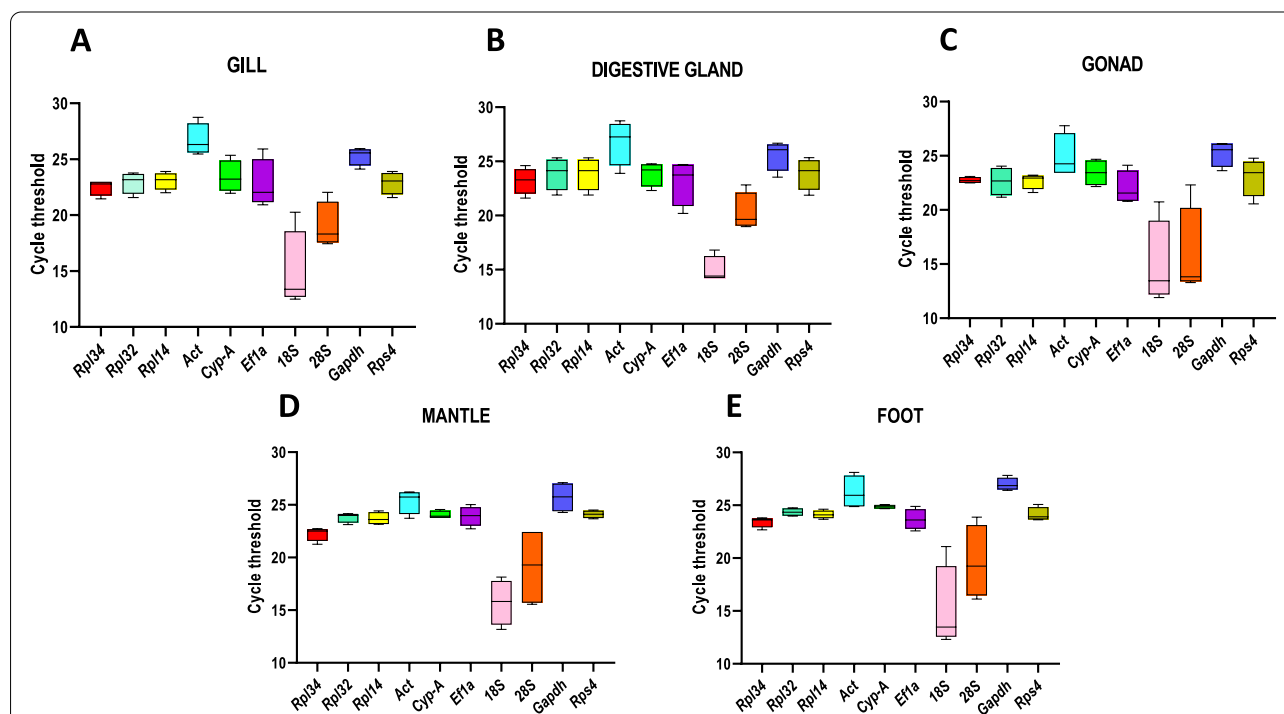 A
GILL
Cycle threshold
30
25
20
15
10
Rpl34 Rpl32 Rpl14 Act Cyp-A Ef1a 18S 28S Gapdh Rps4
B
DIGESTIVE GLAND
Cycle threshold
30
25
20
15
10
Rpl34 Rpl32 Rpl14 Act Cyp-A Ef1a 18S 28S Gapdh Rps4
C
GONAD
Cycle threshold
30
25
20
15
10
Rpl34 Rpl32 Rpl14 Act Cyp-A Ef1a 18S 28S Gapdh Rps4
D
MANTLE
Cycle threshold
30
25
20
15
10
Rpl34 Rpl32 Rpl14 Act Cyp-A Ef1a 18S 28S Gapdh Rps4
E
FOOT
Cycle threshold
30
25
20
15
10
Rpl34 Rpl32 Rpl14 Act Cyp-A Ef1a 18S 28S Gapdh Rps4